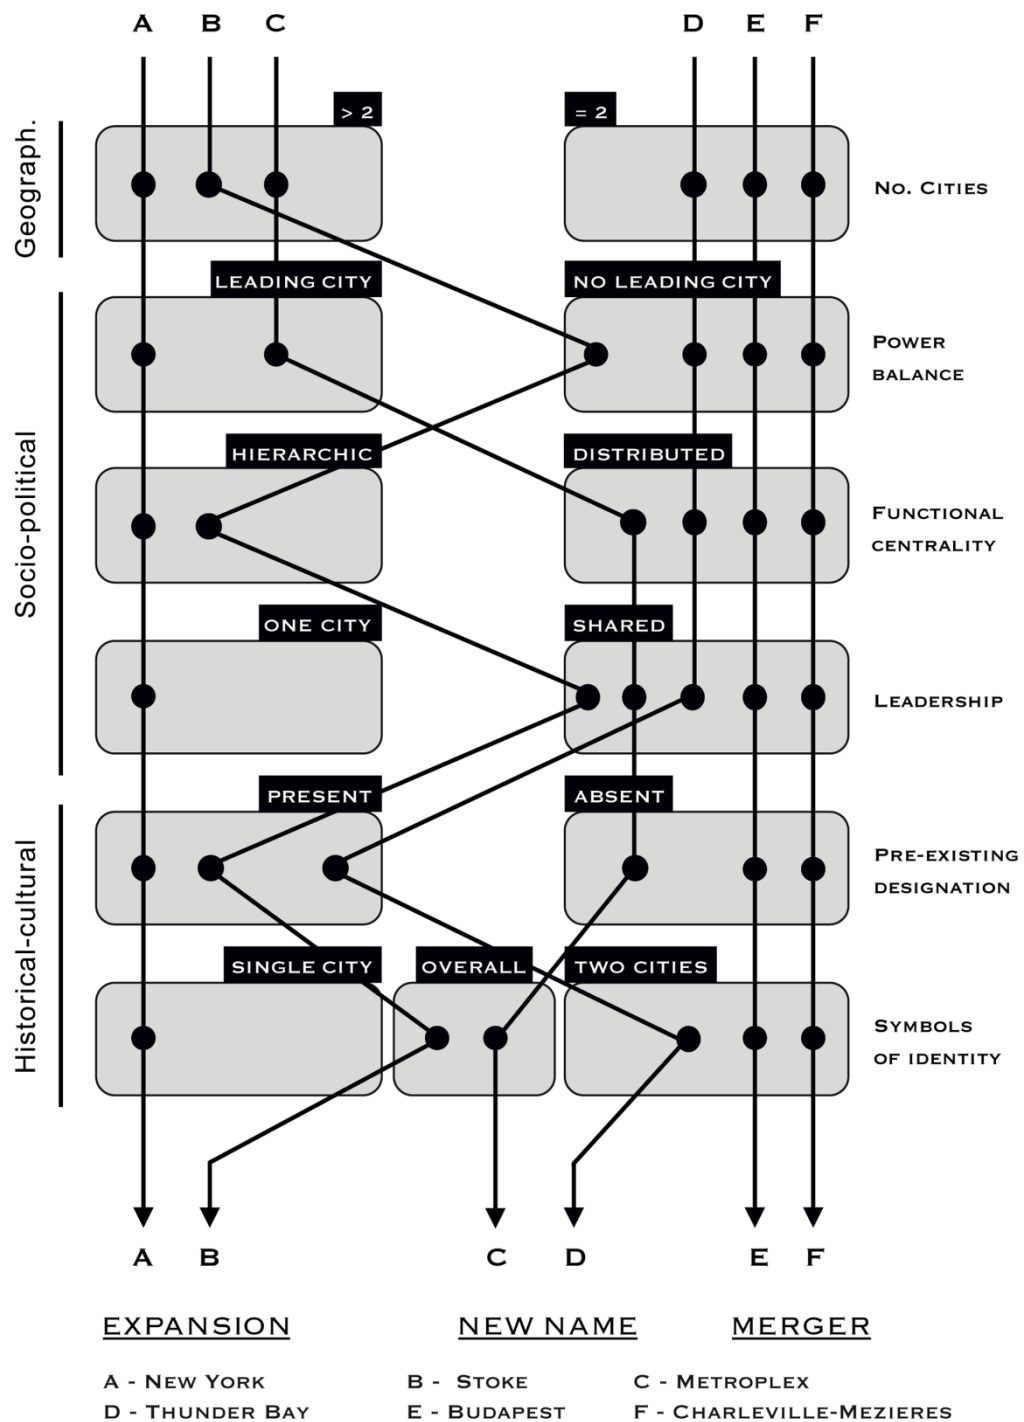 A B C D E F
> 2 = 2
Geograph.
NO. CITIES
LEADING CITY NO LEADING CITY
POWER
BALANCE
Socio-political
HIERARCHIC DISTRIBUTED
FUNCTIONAL
CENTRALITY
ONE CITY SHARED
LEADERSHIP
PRESENT ABSENT
Historical-cultural
PRE-EXISTING
DESIGNATION
SINGLE CITY OVERALL TWO CITIES
SYMBOLS
OF IDENTITY
A B C D E F
EXPANSION NEW NAME MERGER
A - NEW YORK B - STOKE C - METROPLEX
D - THUNDER BAY E - BUDAPEST F - CHARLEVILLE-MEZIERES